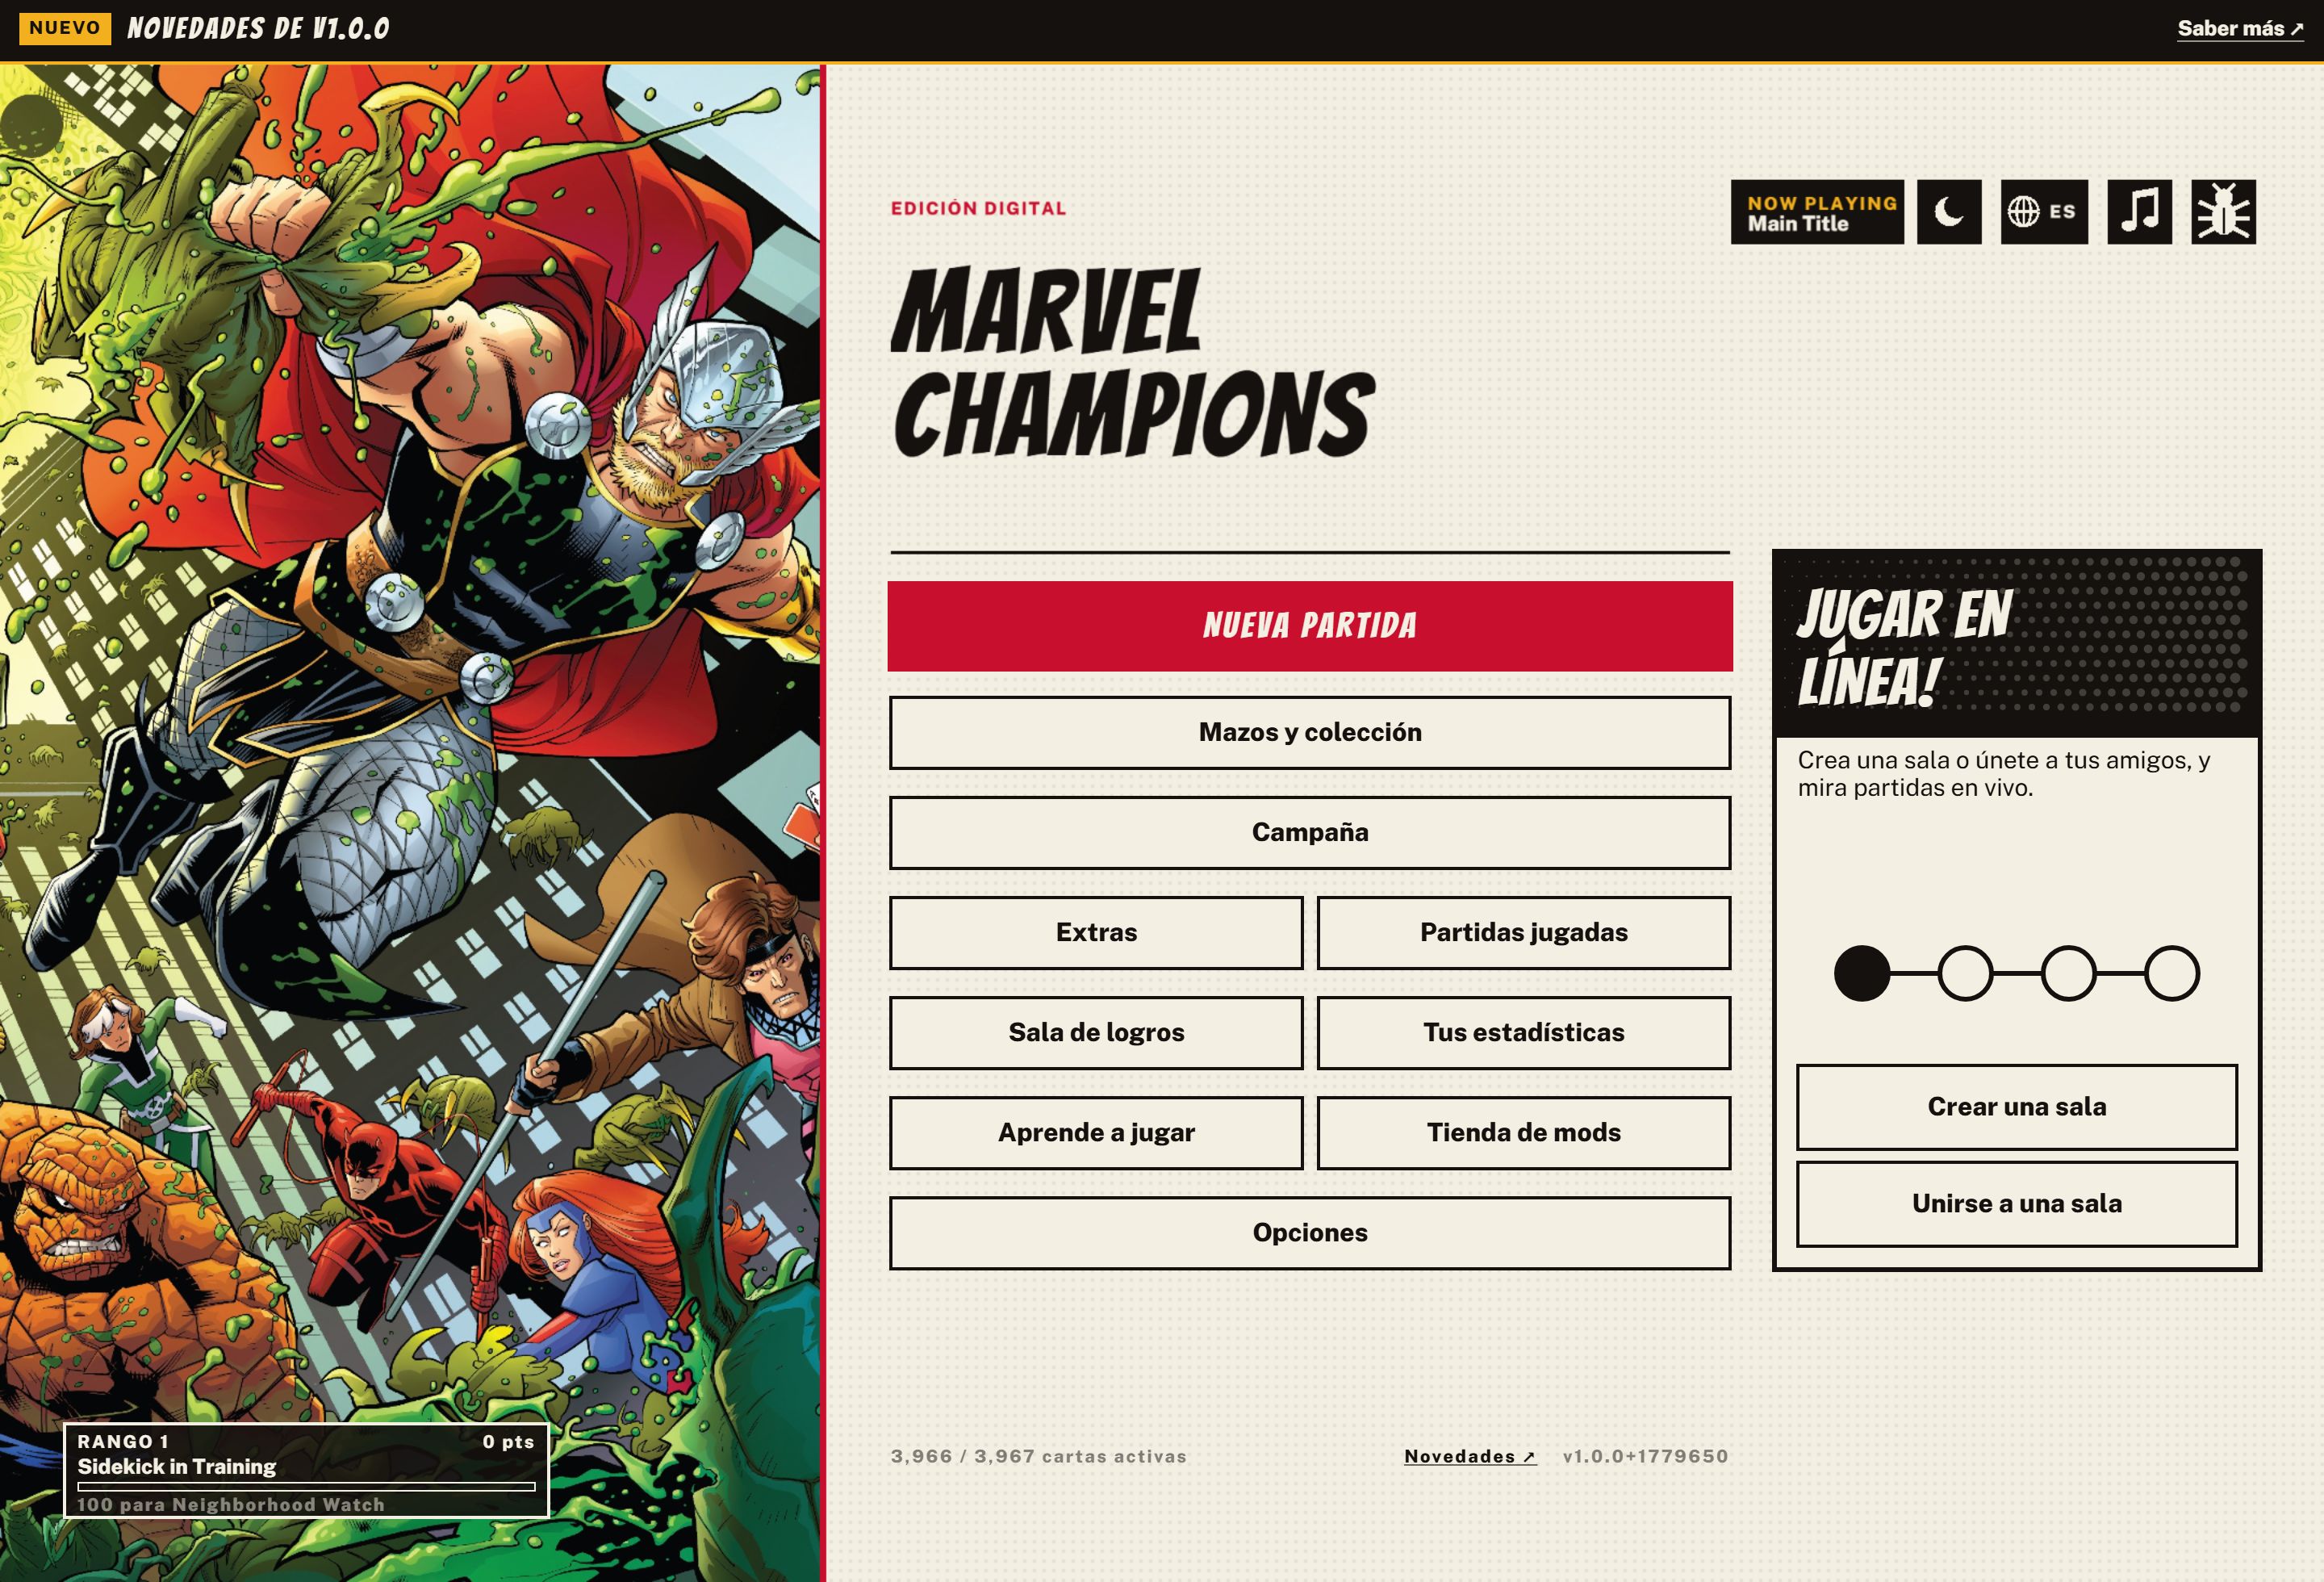 NUEVO NOVEDADES DE V1.0.0
Saber más ↗
EDICIÓN DIGITAL
NOW PLAYING
Main Title
ES
MARVEL
CHAMPIONS
NUEVA PARTIDA
Mazos y colección
Campaña
Extras
Partidas jugadas
Sala de logros
Tus estadísticas
Aprende a jugar
Tienda de mods
Opciones
JUGAR EN
LÍNEA!
Crea una sala o únete a tus amigos, y
mira partidas en vivo.
Crear una sala
Unirse a una sala
RANGO 1 0 pts
Sidekick in Training
100 para Neighborhood Watch
3,966 / 3,967 cartas activas
Novedades ↗ v1.0.0+1779650